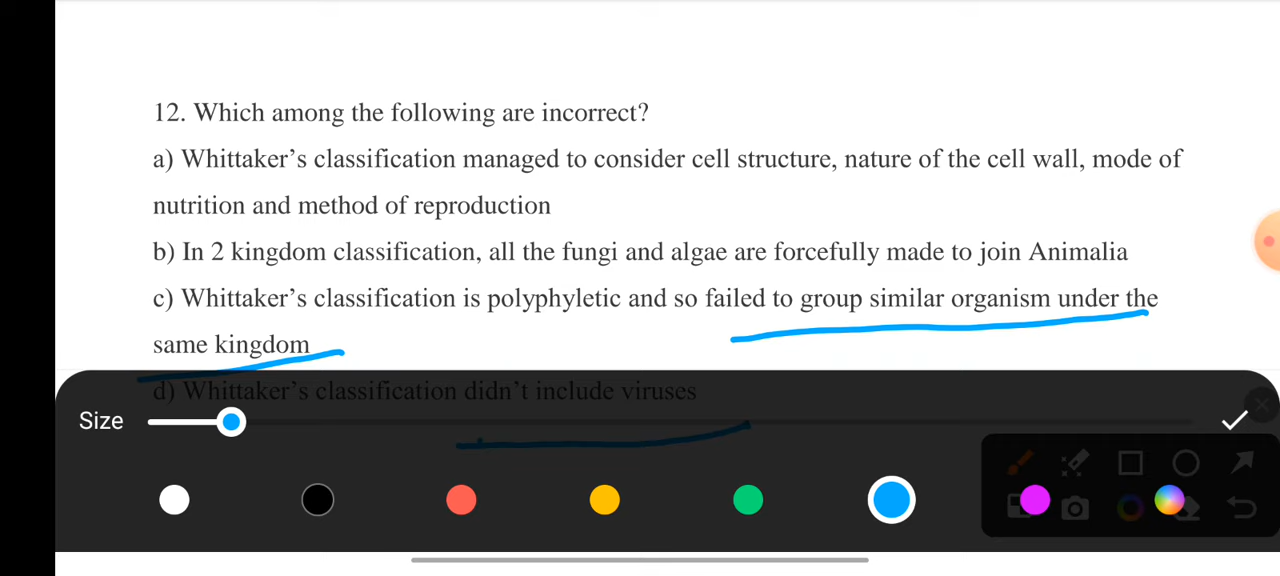 12. Which among the following are incorrect?
a) Whittaker’s classification managed to consider cell structure, nature of the cell wall, mode of
nutrition and method of reproduction
b) In 2 kingdom classification, all the fungi and algae are forcefully made to join Animalia
c) Whittaker’s classification is polyphyletic and so failed to group similar organism under the
same kingdom
d) Whittaker’s classification didn’t include viruses
Size